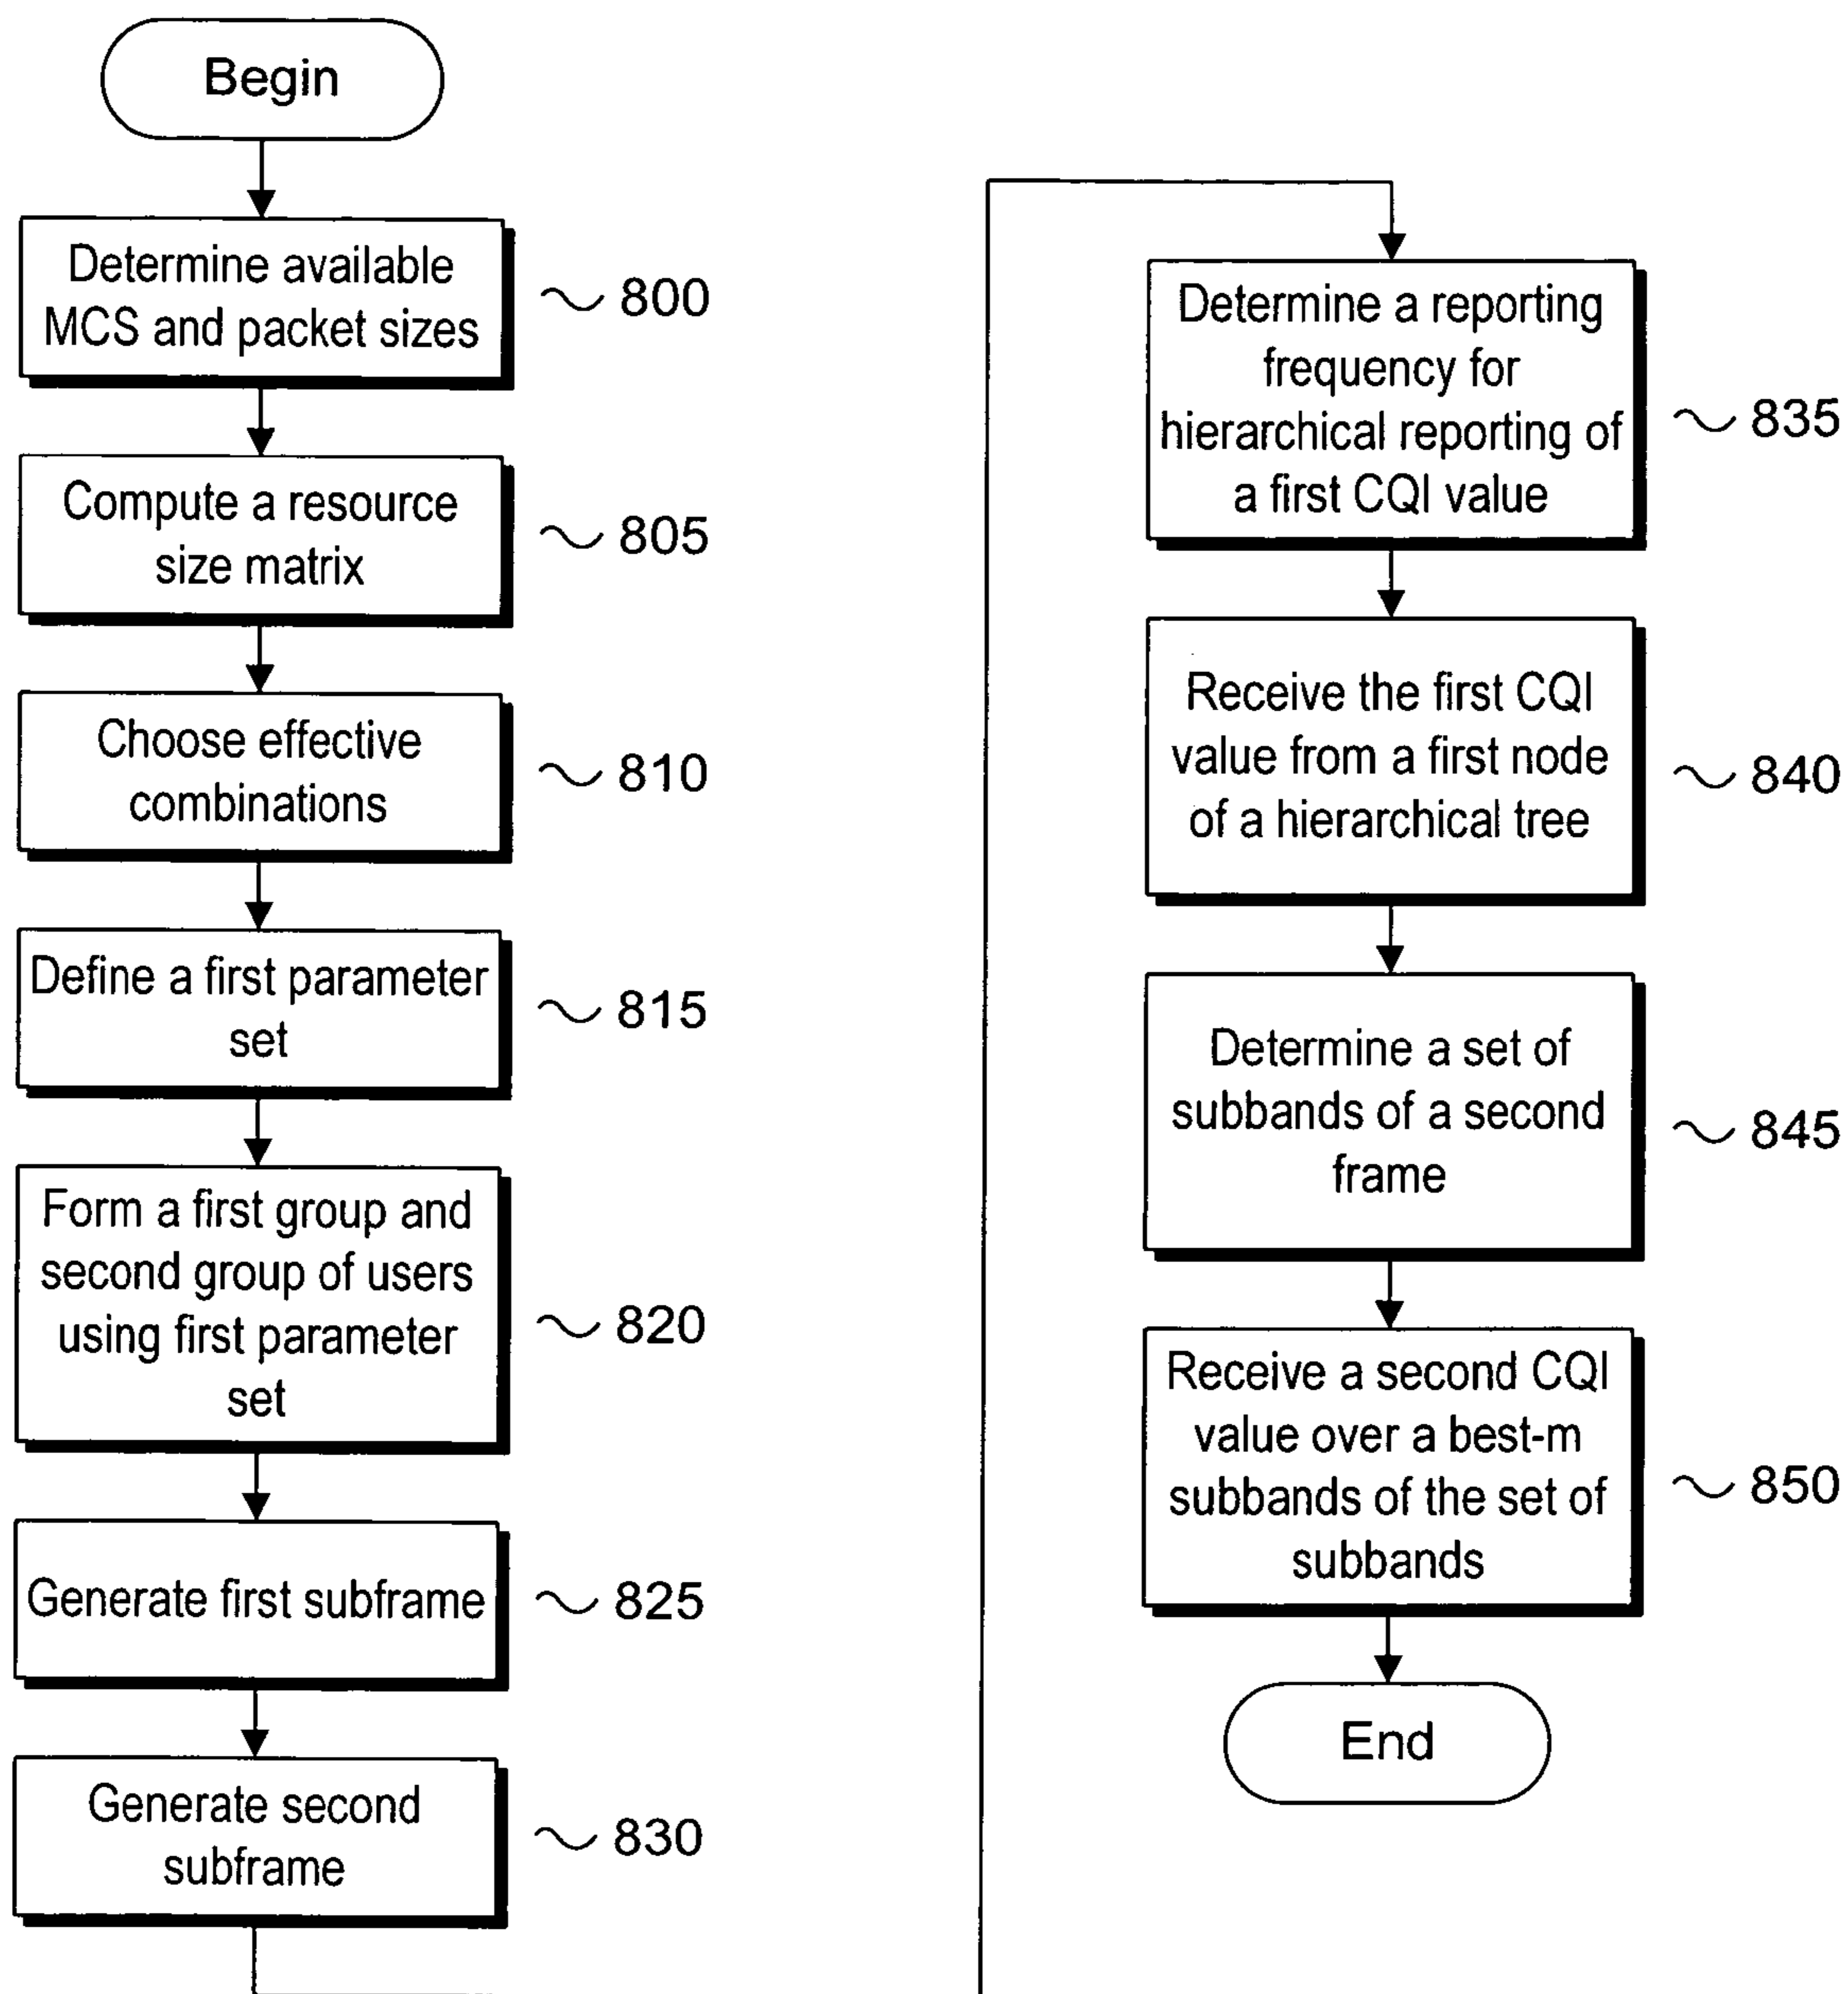 Begin
Determine available
MCS and packet sizes
800
Compute a resource
size matrix
805
Choose effective
combinations
810
Define a first parameter
set
815
Form a first group and
second group of users
using first parameter
set
820
Generate first subframe
825
Generate second
subframe
830
Determine a reporting
frequency for
hierarchical reporting of
a first CQI value
835
Receive the first CQI
value from a first node
of a hierarchical tree
840
Determine a set of
subbands of a second
frame
845
Receive a second CQI
value over a best-m
subbands of the set of
subbands
850
End